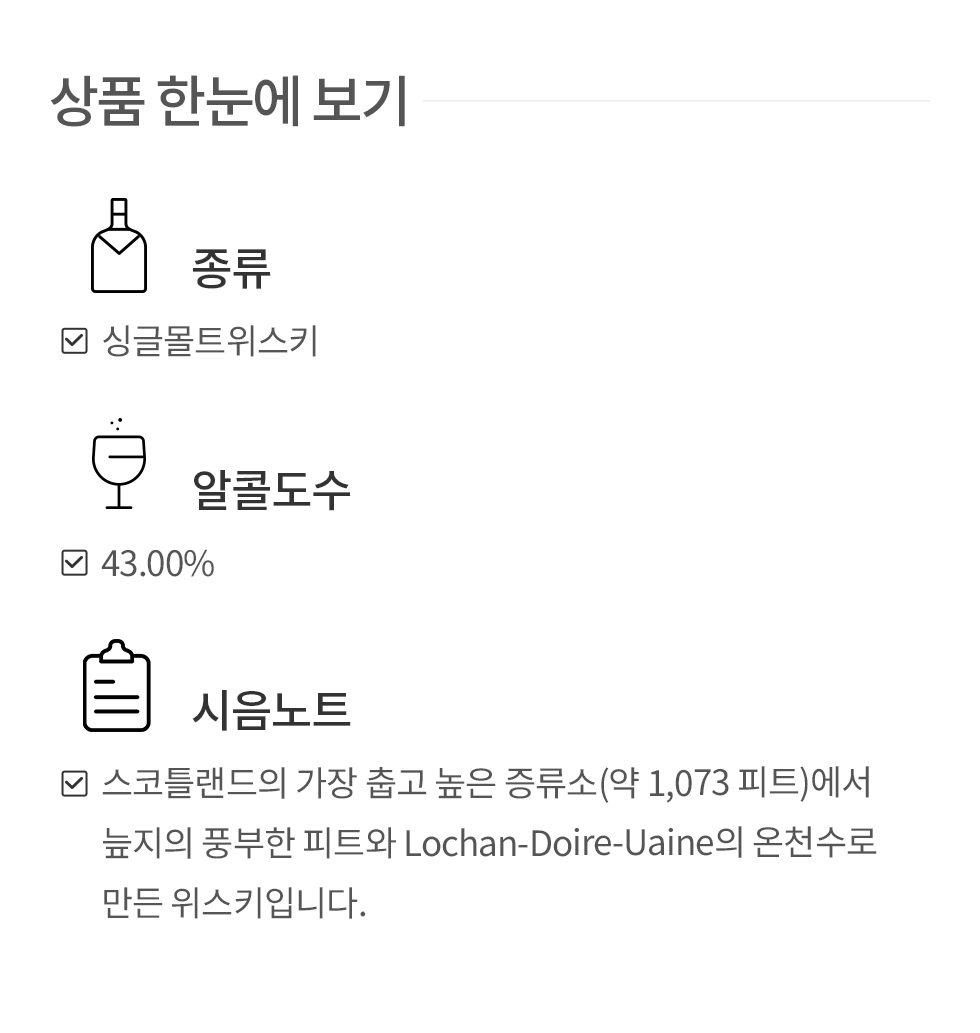 상품 한눈에 보기
종류
싱글몰트위스키
알콜도수
43.00%
시음노트
스코틀랜드의 가장 춥고 높은 증류소(약 1,073 피트)에서
늪지의 풍부한 피트와 Lochan-Doire-Uaine의 온천수로
만든 위스키입니다.